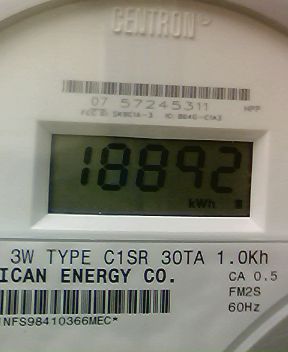 CENTRON
07 57245311
18892
kWh
3W TYPE C1SR 30TA 1.0Kh
ICAN ENERGY CO.
CA 0.5
FM2S
60Hz
NFS98410366MEC*